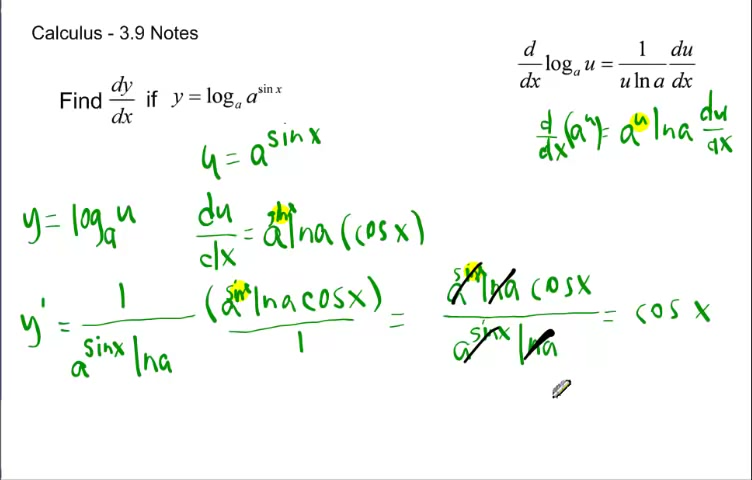 Calculus - 3.9 Notes
d/dx log_a u = 1/(u ln a) du/dx
Find dy/dx if y = log_a a^(sin x)
d/dx (a^u) = a^u ln a du/dx
u = a^(sin x)
y = log_a u
du/dx = a^(sin x) ln a (cos x)
y' = 1/(a^(sin x) ln a) (a^(sin x) ln a cos x)/1 = (a^(sin x) ln a cos x)/(a^(sin x) ln a) = cos x